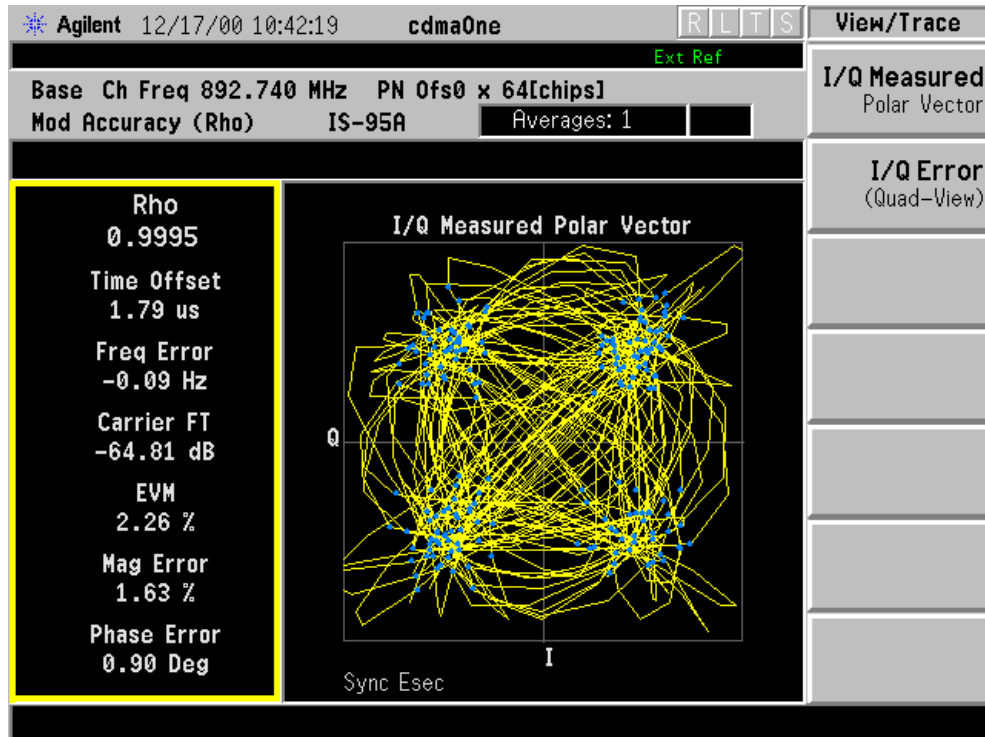 Agilent 12/17/00 10:42:19 cdmaOne R L T S
View/Trace
Ext Ref
Base Ch Freq 892.740 MHz PN Ofs0 x 64[chips]
Mod Accuracy (Rho) IS-95A Averages: 1
I/Q Measured
Polar Vector
I/Q Error
(Quad-View)
Rho
0.9995
Time Offset
1.79 us
Freq Error
-0.09 Hz
Carrier FT
-64.81 dB
EVM
2.26 %
Mag Error
1.63 %
Phase Error
0.90 Deg
I/Q Measured Polar Vector
Q
I
Sync Esec